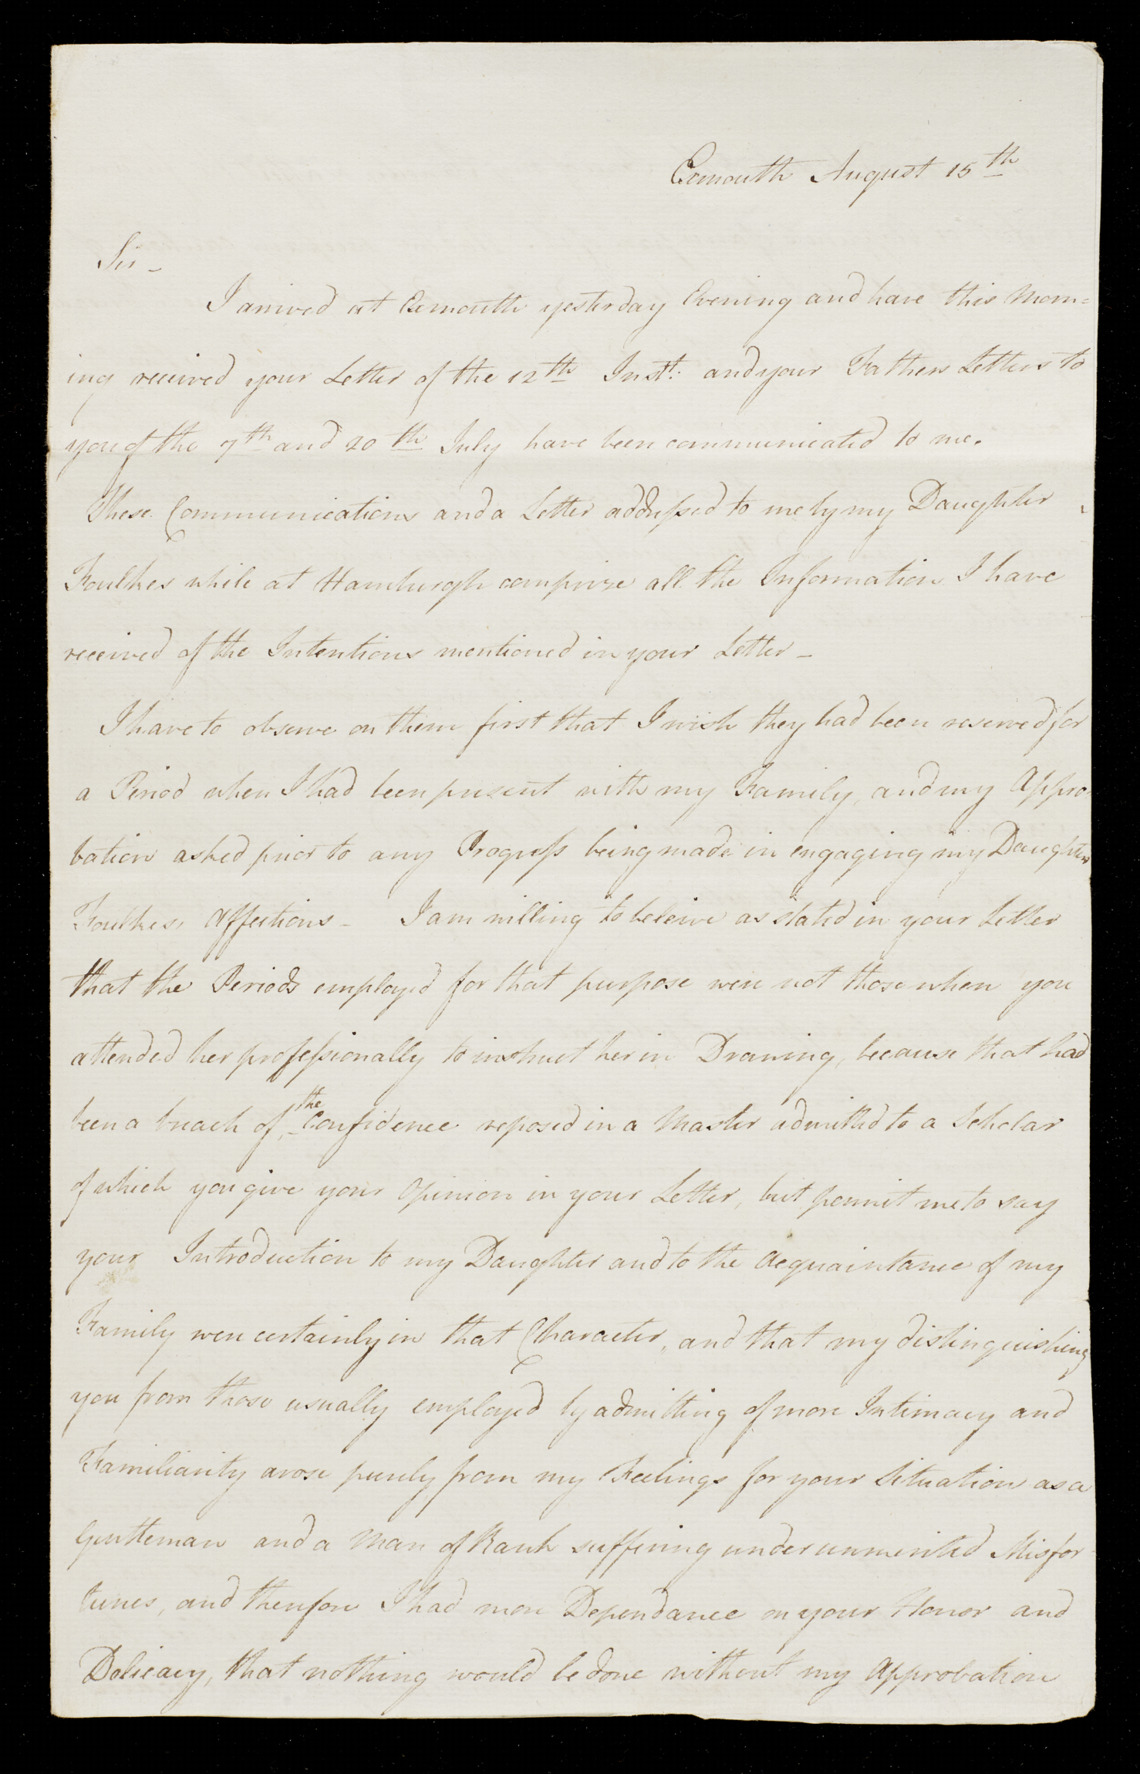 Exmouth August 15th
Sir -
I arrived at Exmouth yesterday Evening and have this Morn=
ing received your Letter of the 12th Inst: and your Fathers Letters to
you of the 7th and 20th July have been communicated to me.
These Communications and a Letter addressed to me by my Daughter
Foulkes while at Hamburgh comprize all the Information I have
received of the Intentions mentioned in your Letter -
I have to observe on them first that I wish they had been reserved for
a Period when I had been present with my Family, and my Appro
bation asked prior to any Progress being made in engaging my Daughter
Foulkes, Affections - I am willing to beleive as stated in your Letter
that the Periods employed for that purpose were not those when you
attended her professionally to instruct her in Drawing, because that had
been a breach of the Confidence reposed in a Master admitted to a Scholar
of which you give your Opinion in your Letter, but permit me to say
your Introduction to my Daughter and to the Acquaintance of my
Family were certainly in that Character, and that my distinguishing
you from those usually employed by admitting of more Intimacy and
Familiarity arose purely from my Feelings for your Situation as a
Gentleman and a Man of Rank suffering under unmerited Misfor
tunes, and therefore I had more Dependance on your Honor and
Delicacy, that nothing would be done without my Approbation